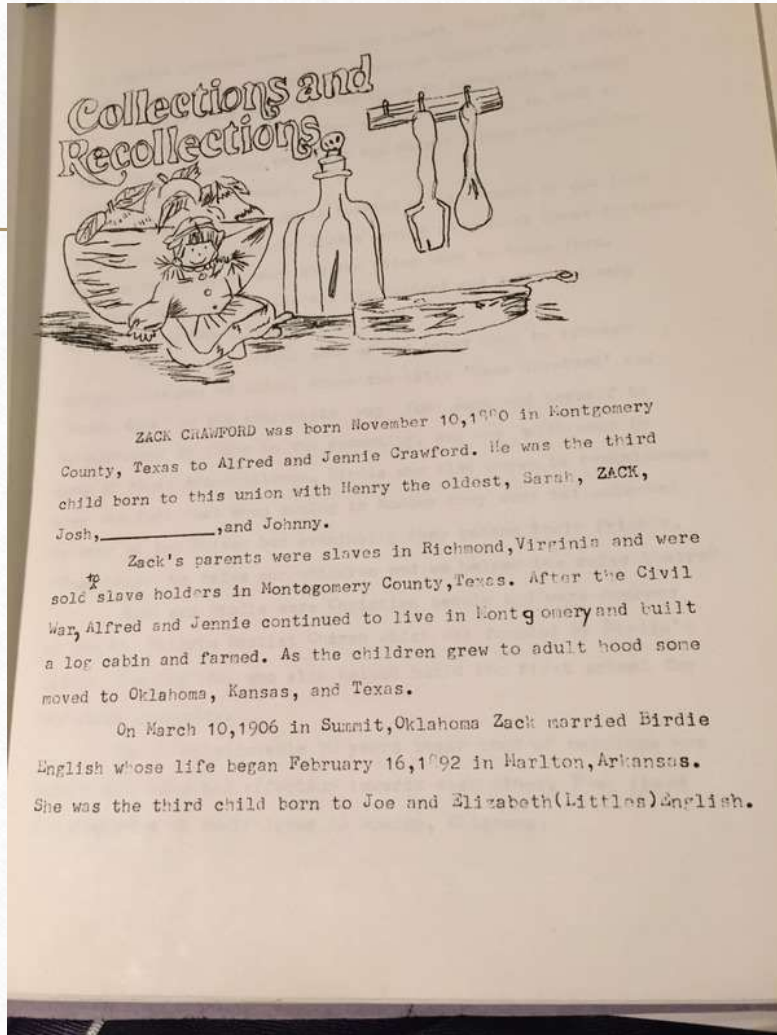 Collections and
Recollections
ZACK CRAWFORD was born November 10, in Montgomery
County, Texas to Alfred and Jennie Crawford. He was the third
child born to this union with Henry the oldest, Sarah, ZACK,
Josh,__________,and Johnny.
Zack's parents were slaves in Richmond,Virginia and were
to
sold slave holders in Montogomery County,Texas. After the Civil
War, Alfred and Jennie continued to live in Montgomery and built
a log cabin and farmed. As the children grew to adult hood some
moved to Oklahoma, Kansas, and Texas.
On March 10,1906 in Summit,Oklahoma Zack married Birdie
English whose life began February 16,1892 in Marlton,Arkansas.
She was the third child born to Joe and Elizabeth(Littles)English.